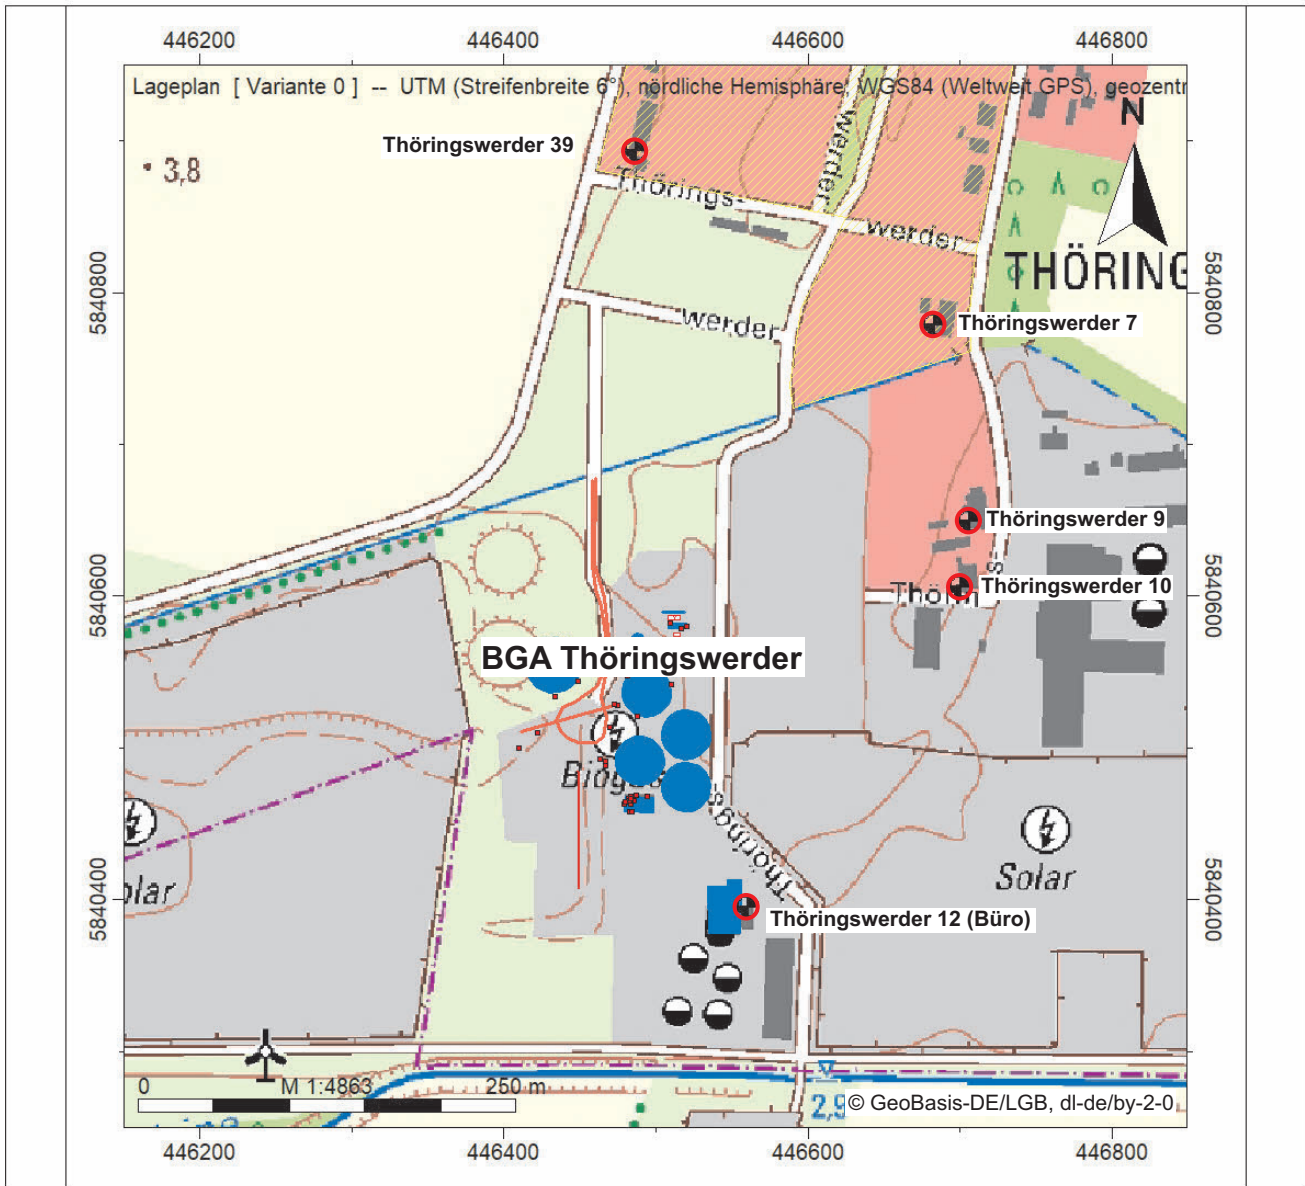 446200 446400 446600 446800
Lageplan [ Variante 0 ] -- UTM (Streifenbreite 6°), nördliche Hemisphäre, WGS84 (Weltweit GPS), geozentr
N
Thöringswerder 39
3,8
werder
Thörings-
werder
THÖRING
5840800
5840800
werder
Thöringswerder 7
Thöringswerder 9
5840600
5840600
Thöring
s-
Thöringswerder 10
BGA Thöringswerder
Biogas
Thörings-
Solar
olar
5840400
5840400
Thöringswerder 12 (Büro)
0 M 1:4863 250 m
2,9
© GeoBasis-DE/LGB, dl-de/by-2-0
446200 446400 446600 446800